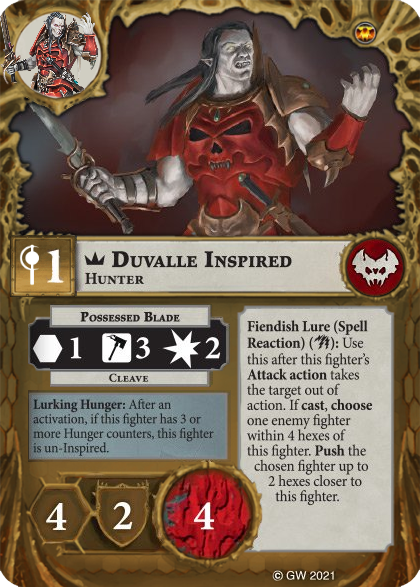 1
DUVALLE INSPIRED
HUNTER
POSSESSED BLADE
1 3 2
CLEAVE
Lurking Hunger: After an
activation, if this fighter has 3 or
more Hunger counters, this fighter
is un-Inspired.
Fiendish Lure (Spell
Reaction) ( ): Use
this after this fighter's
Attack action takes
the target out of
action. If cast, choose
one enemy fighter
within 4 hexes of
this fighter. Push the
chosen fighter up to
2 hexes closer to
this fighter.
4 2 4
© GW 2021